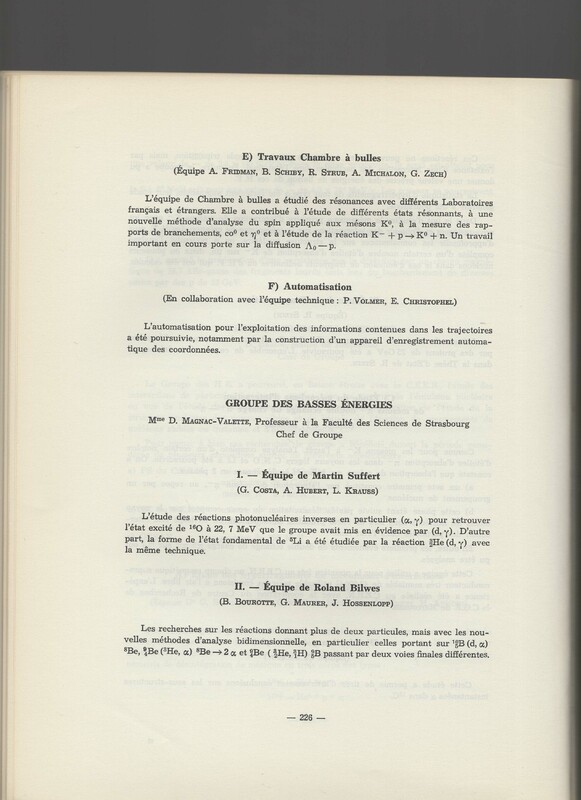 E) Travaux Chambre à bulles
(Équipe A. FRIDMAN, B. SCHIBY, R. STRUB, A. MICHALON, G. ZECH)
L'équipe de Chambre à bulles a étudié des résonances avec différents Laboratoires
français et étrangers. Elle a contribué à l'étude de différents états résonnants, à une
nouvelle méthode d'analyse du spin appliqué aux mésons K⁰, à la mesure des rap-
ports de branchements, co⁰ et η⁰ et à l'étude de la réaction K⁻ + p → K⁰ + n. Un travail
important en cours porte sur la diffusion Λ₀ — p.
F) Automatisation
(En collaboration avec l'équipe technique : P. VOLMER, E. CHRISTOPHEL)
L'automatisation pour l'exploitation des informations contenues dans les trajectoires
a été poursuivie, notamment par la construction d'un appareil d'enregistrement automa-
tique des coordonnées.
GROUPE DES BASSES ÉNERGIES
Mme D. MAGNAC-VALETTE, Professeur à la Faculté des Sciences de Strasbourg
Chef de Groupe
I. — Équipe de Martin Suffert
(G. COSTA, A. HUBERT, L. KRAUSS)
L'étude des réactions photonucléaires inverses en particulier (α, γ) pour retrouver
l'état excité de ¹⁶O à 22, 7 MeV que le groupe avait mis en évidence par (d, γ). D'autre
part, la forme de l'état fondamental de ⁵Li a été étudiée par la réaction ³₂He (d, γ) avec
la même technique.
II. — Équipe de Roland Bilwes
(B. BOUROTTE, G. MAURER, J. HOSSENLOPP)
Les recherches sur les réactions donnant plus de deux particules, mais avec les nou-
velles méthodes d'analyse bidimensionnelle, en particulier celles portant sur ¹⁰₅B (d, α)
⁸Be, ⁹₄Be (³He, α) ⁸Be → 2 α et ⁹₄Be (³₂He, ³₁H) ⁹₅B passant par deux voies finales différentes.
— 226 —